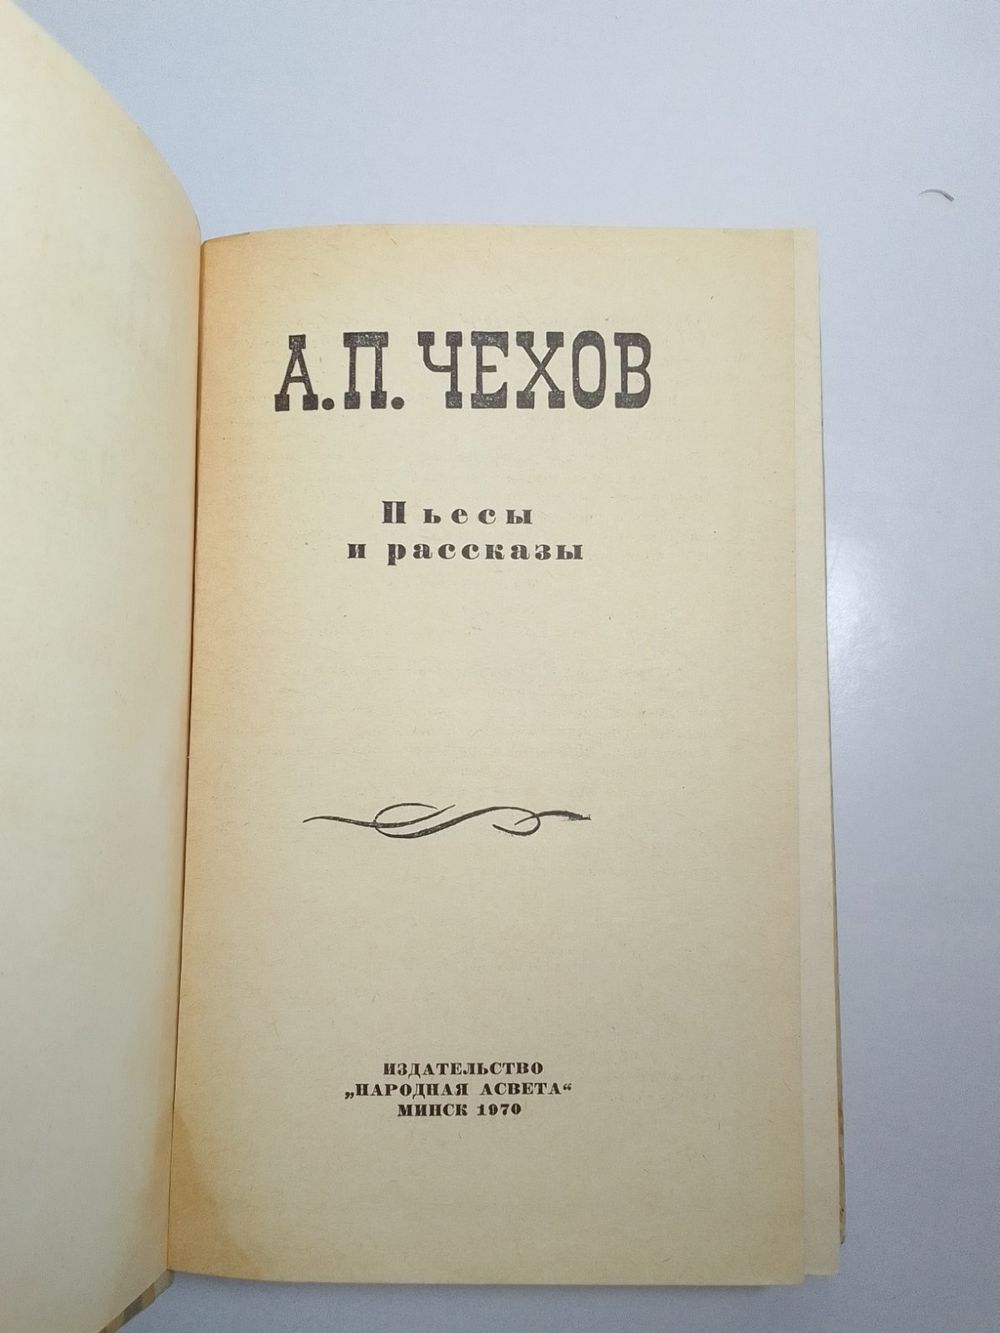 А.П. ЧЕХОВ
Пьесы
и рассказы
ИЗДАТЕЛЬСТВО
„НАРОДНАЯ АСВЕТА“
МИНСК 1970